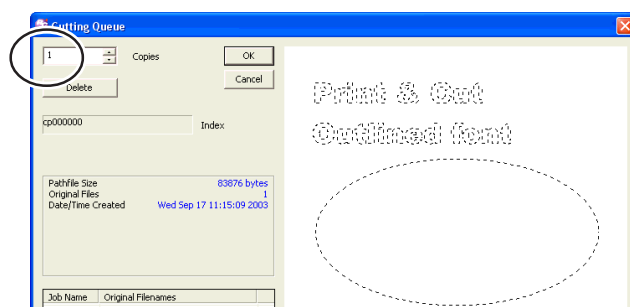 Cutting Queue
1 Copies OK
Delete Cancel
cp000000 Index
Pathfile Size 83876 bytes
Original Files 1
Date/Time Created Wed Sep 17 11:15:09 2003
Job Name Original Filenames
Print & Cut
Outlined font